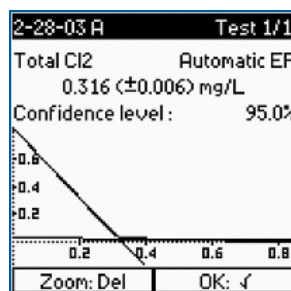 2-28-03 A Test 1/1
Total Cl2 Automatic EP
0.316 (±0.006) mg/L
Confidence level: 95.0%
0.6
0.4
0.2
0.2 0.4 0.6 0.8
Zoom: Del OK: √